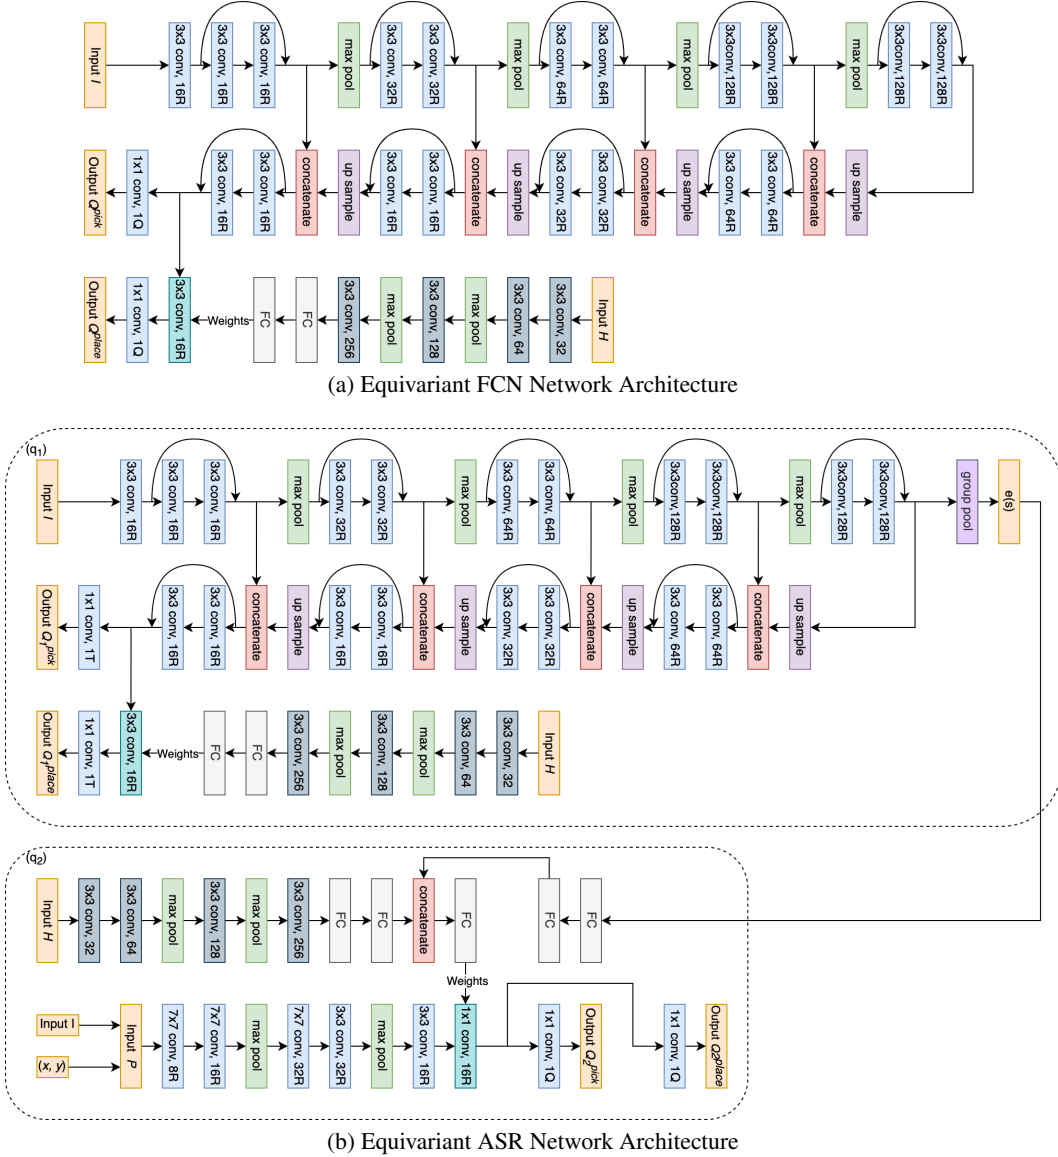 Input I
3x3 conv, 16R
3x3 conv, 16R
3x3 conv, 16R
max pool
3x3 conv, 32R
3x3 conv, 32R
max pool
3x3 conv, 64R
3x3 conv, 64R
max pool
3x3conv,128R
3x3conv,128R
max pool
3x3conv,128R
3x3conv,128R
Output Q^pick
1x1 conv, 1Q
3x3 conv, 16R
3x3 conv, 16R
concatenate
up sample
3x3 conv, 16R
3x3 conv, 16R
concatenate
up sample
3x3 conv, 32R
3x3 conv, 32R
concatenate
up sample
3x3 conv, 64R
3x3 conv, 64R
concatenate
up sample
Output Q^place
1x1 conv, 1Q
3x3 conv, 16R
Weights
FC
FC
3x3 conv, 256
max pool
3x3 conv, 128
max pool
3x3 conv, 64
3x3 conv, 32
Input H
(a) Equivariant FCN Network Architecture
(q₁)
Input I
3x3 conv, 16R
3x3 conv, 16R
3x3 conv, 16R
max pool
3x3 conv, 32R
3x3 conv, 32R
max pool
3x3 conv, 64R
3x3 conv, 64R
max pool
3x3conv,128R
3x3conv,128R
max pool
3x3conv,128R
3x3conv,128R
group pool
e(s)
Output Q₁^pick
1x1 conv, 1T
3x3 conv, 16R
3x3 conv, 16R
concatenate
up sample
3x3 conv, 16R
3x3 conv, 16R
concatenate
up sample
3x3 conv, 32R
3x3 conv, 32R
concatenate
up sample
3x3 conv, 64R
3x3 conv, 64R
concatenate
up sample
Output Q₁^place
1x1 conv, 1T
3x3 conv, 16R
Weights
FC
FC
3x3 conv, 256
max pool
3x3 conv, 128
max pool
3x3 conv, 64
3x3 conv, 32
Input H
(q₂)
Input H
3x3 conv, 32
3x3 conv, 64
max pool
3x3 conv, 128
max pool
3x3 conv, 256
FC
FC
concatenate
FC
FC
FC
Weights
Input I
(x, y)
Input P
7x7 conv, 8R
7x7 conv, 16R
max pool
7x7 conv, 32R
3x3 conv, 32R
max pool
3x3 conv, 16R
1x1 conv, 16R
1x1 conv, 1Q
Output Q₂^pick
1x1 conv, 1Q
Output Q2^place
(b) Equivariant ASR Network Architecture